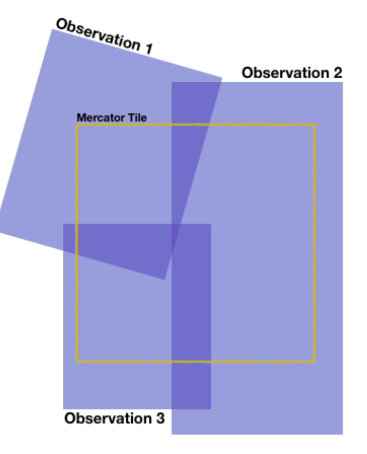 Observation 1
Observation 2
Mercator Tile
Observation 3